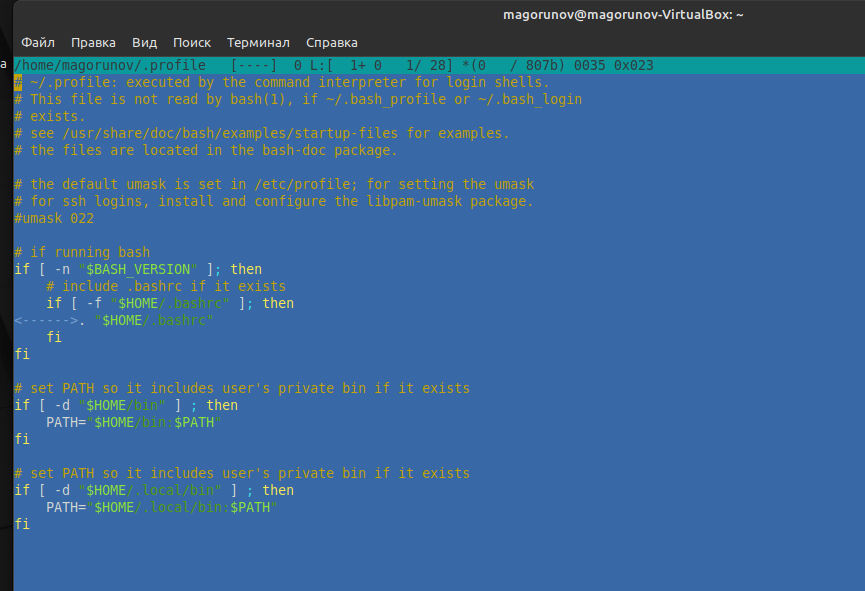 magorunov@magorunov-VirtualBox: ~
Файл Правка Вид Поиск Терминал Справка
а
/home/magorunov/.profile   [----]  0 L:[  1+ 0   1/ 28] *(0   / 807b) 0035 0x023
# ~/.profile: executed by the command interpreter for login shells.
# This file is not read by bash(1), if ~/.bash_profile or ~/.bash_login
# exists.
# see /usr/share/doc/bash/examples/startup-files for examples.
# the files are located in the bash-doc package.

# the default umask is set in /etc/profile; for setting the umask
# for ssh logins, install and configure the libpam-umask package.
#umask 022

# if running bash
if [ -n "$BASH_VERSION" ]; then
    # include .bashrc if it exists
    if [ -f "$HOME/.bashrc" ]; then
<------>. "$HOME/.bashrc"
    fi
fi

# set PATH so it includes user's private bin if it exists
if [ -d "$HOME/bin" ] ; then
    PATH="$HOME/bin:$PATH"
fi

# set PATH so it includes user's private bin if it exists
if [ -d "$HOME/.local/bin" ] ; then
    PATH="$HOME/.local/bin:$PATH"
fi